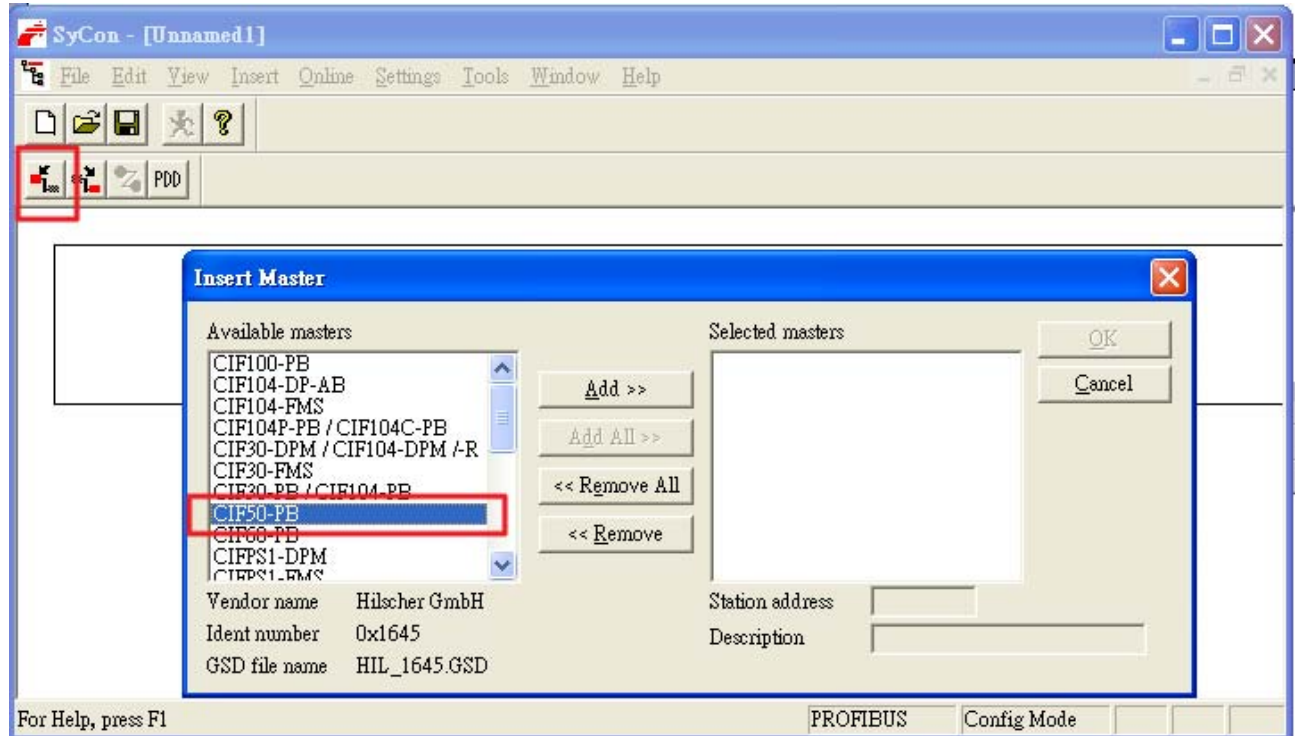 SyCon - [Unnamed1]
File Edit View Insert Online Settings Tools Window Help
PDD
Insert Master
Available masters
CIF100-PB
CIF104-DP-AB
CIF104-FMS
CIF104P-PB / CIF104C-PB
CIF30-DPM / CIF104-DPM /-R
CIF30-FMS
CIF30-PB / CIF104-PB
CIF50-PB
CIF60-PB
CIFPS1-DPM
CIFPS1-FMS
Add >>
Add All >>
<< Remove All
<< Remove
Selected masters
OK
Cancel
Vendor name Hilscher GmbH
Ident number 0x1645
GSD file name HIL_1645.GSD
Station address
Description
For Help, press F1
PROFIBUS
Config Mode